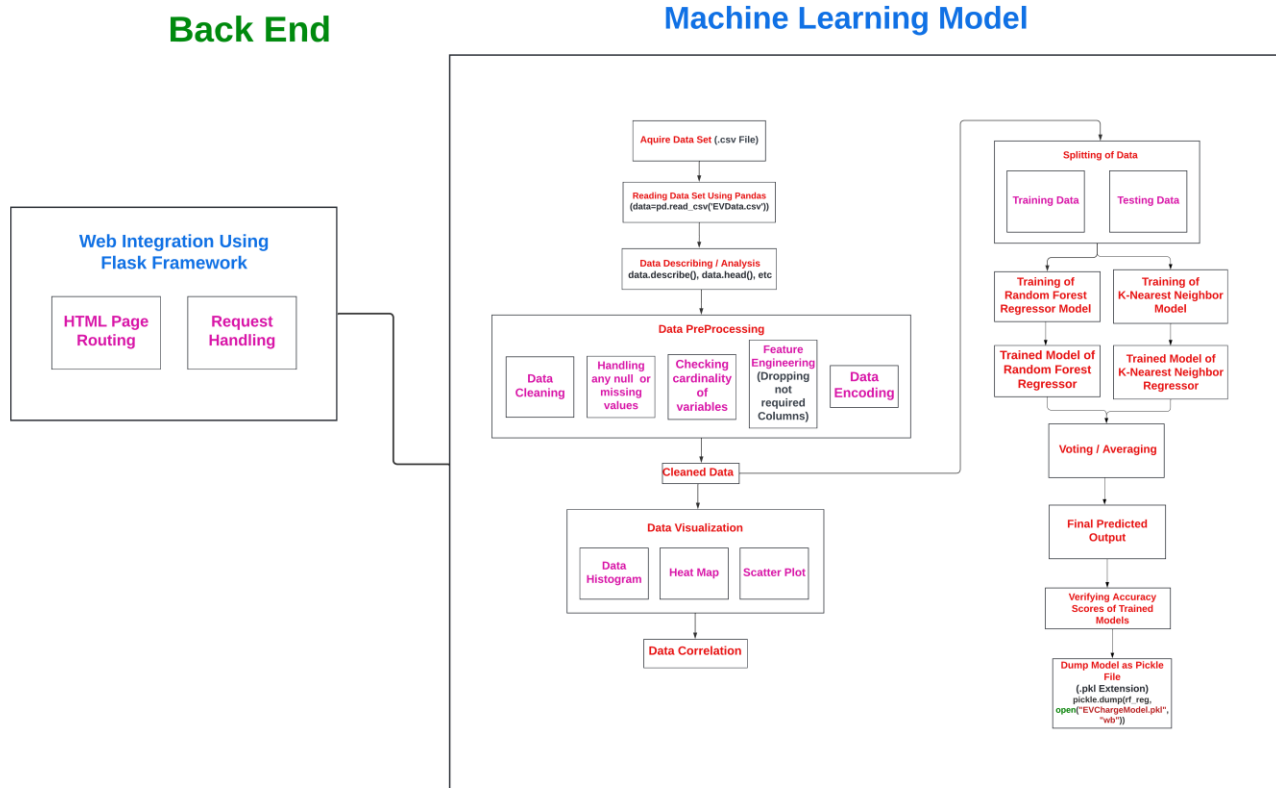 Back End
Machine Learning Model
Web Integration Using
Flask Framework
HTML Page
Routing
Request
Handling
Aquire Data Set (.csv File)
Reading Data Set Using Pandas
(data=pd.read_csv('EVData.csv'))
Data Describing / Analysis
data.describe(), data.head(), etc
Data PreProcessing
Data
Cleaning
Handling
any null or
missing
values
Checking
cardinality
of
variables
Feature
Engineering
(Dropping
not
required
Columns)
Data
Encoding
Cleaned Data
Data Visualization
Data
Histogram
Heat Map
Scatter Plot
Data Correlation
Splitting of Data
Training Data
Testing Data
Training of
Random Forest
Regressor Model
Training of
K-Nearest Neighbor
Model
Trained Model of
Random Forest
Regressor
Trained Model of
K-Nearest Neighbor
Regressor
Voting / Averaging
Final Predicted
Output
Verifying Accuracy
Scores of Trained
Models
Dump Model as Pickle
File
(.pkl Extension)
pickle.dump(rf_reg,
open("EVChargeModel.pkl",
"wb"))